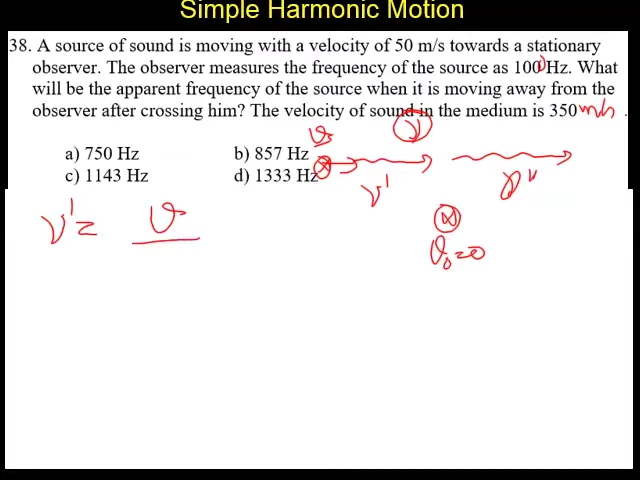 Simple Harmonic Motion
38. A source of sound is moving with a velocity of 50 m/s towards a stationary
observer. The observer measures the frequency of the source as 1000 Hz. What
will be the apparent frequency of the source when it is moving away from the
observer after crossing him? The velocity of sound in the medium is 350 m/s .
a) 750 Hz b) 857 Hz
c) 1143 Hz d) 1333 Hz
ν
ν' ν"
ν' = v
v₀=0